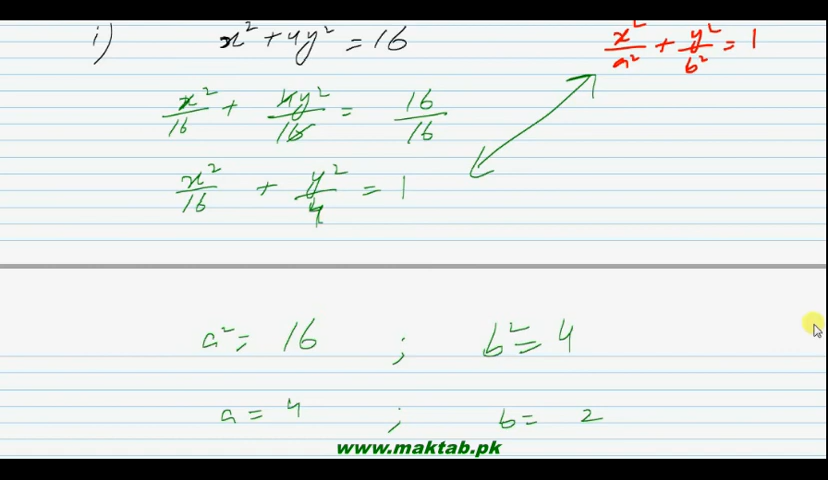 i) x² + 4y² = 16
x²/a² + y²/b² = 1
x²/16 + 4y²/16 = 16/16
x²/16 + y²/4 = 1
a² = 16 ; b² = 4
a = 4 ; b = 2
www.maktab.pk